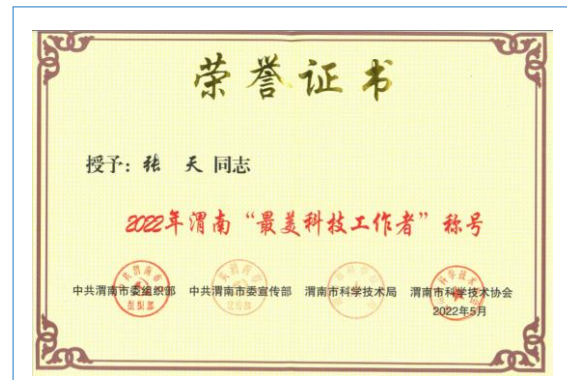 荣誉证书
授予：张 天 同志
2022年渭南“最美科技工作者”称号
中共渭南市委组织部 中共渭南市委宣传部 渭南市科学技术局 渭南市科学技术协会
2022年5月